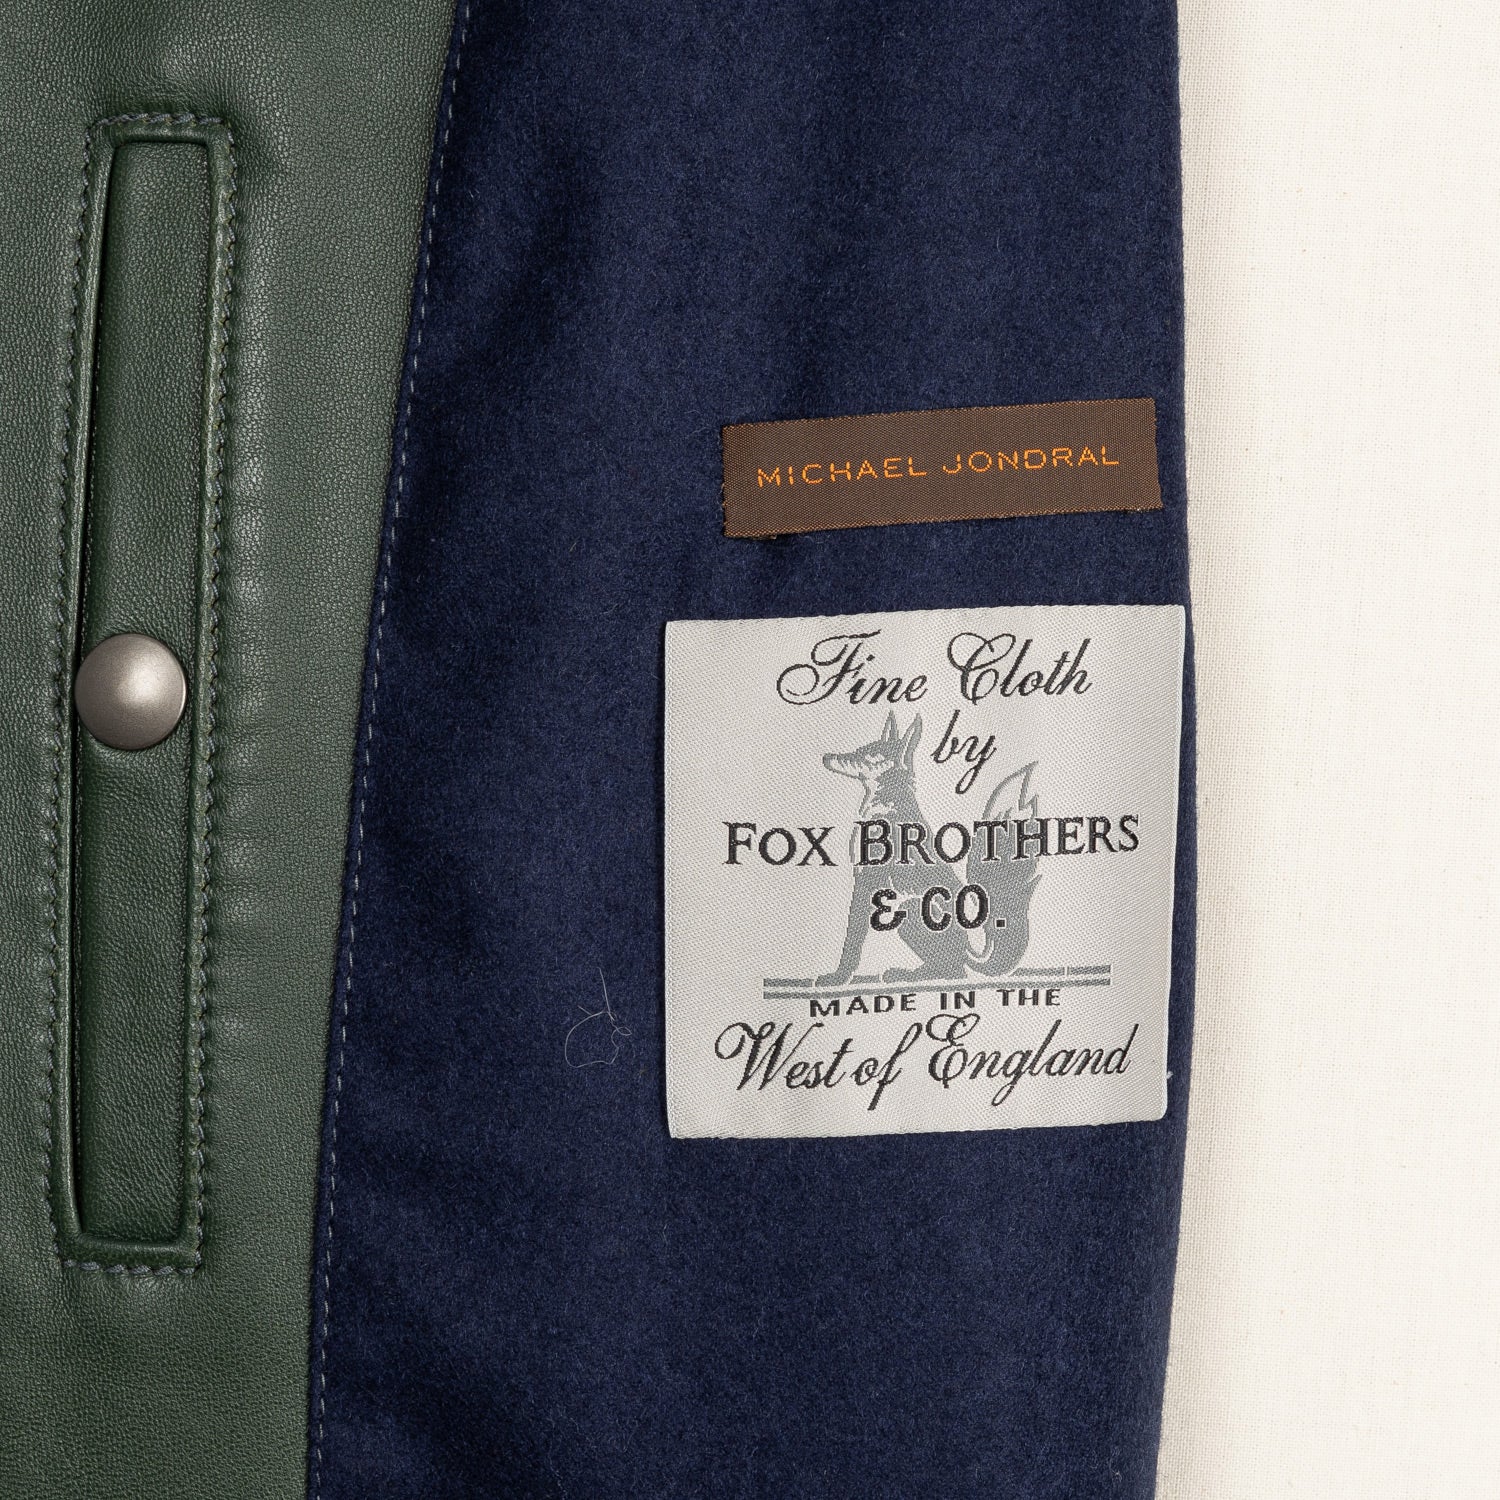 MICHAEL JONDRAL
Fine Cloth
by
FOX BROTHERS
& CO.
MADE IN THE
West of England